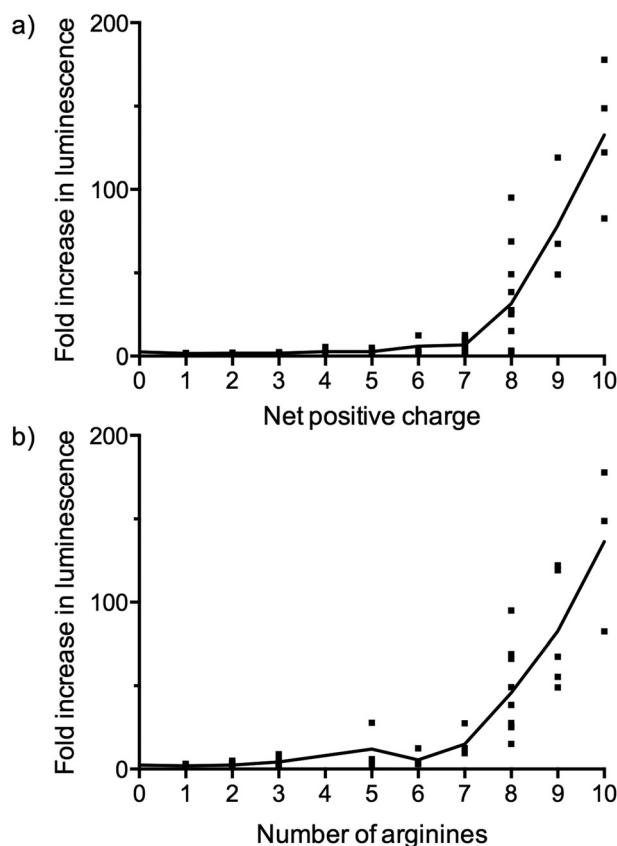 a)
Fold increase in luminescence
200
100
0
0 1 2 3 4 5 6 7 8 9 10
Net positive charge
b)
Fold increase in luminescence
200
100
0
0 1 2 3 4 5 6 7 8 9 10
Number of arginines